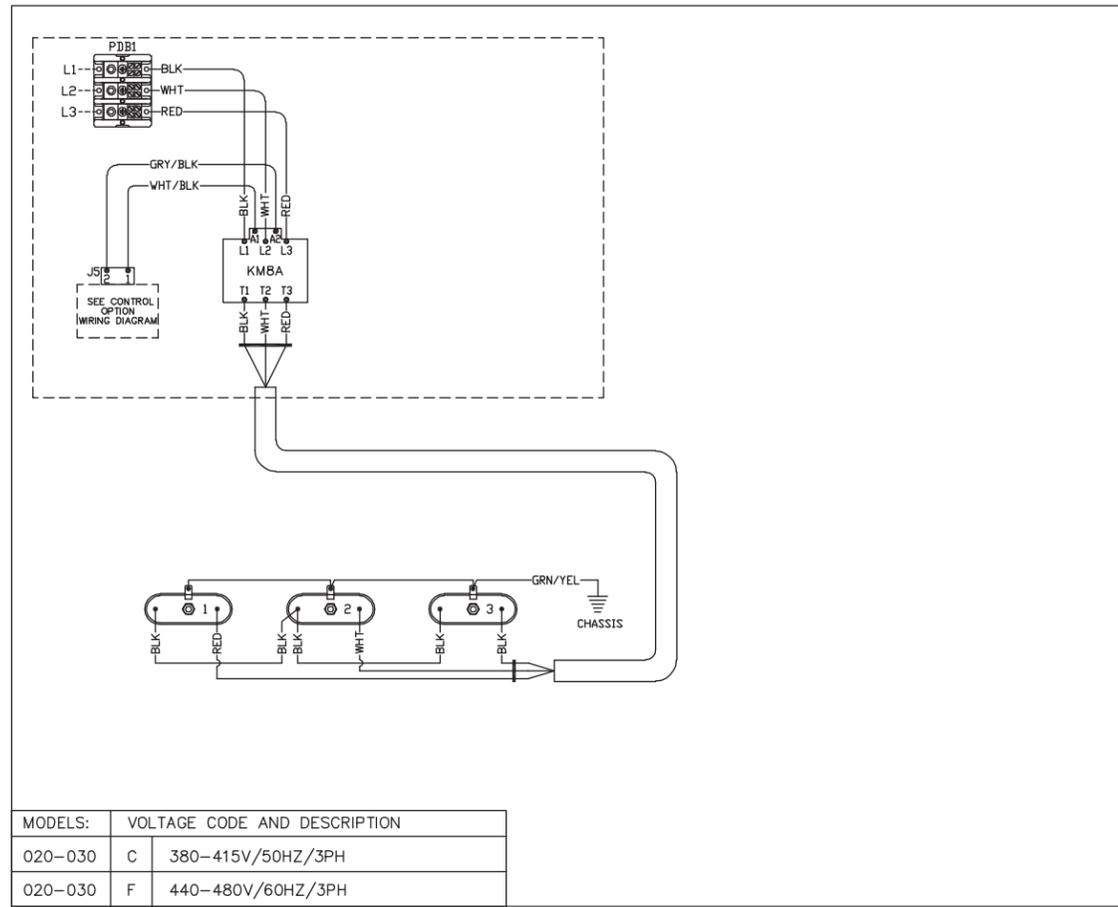 PDB1
L1 BLK
L2 WHT
L3 RED
GRY/BLK
WHT/BLK
BLK WHT RED
A1 A2
L1 L2 L3
KM8A
J5 2 1
T1 T2 T3
SEE CONTROL
OPTION
WIRING DIAGRAM
BLK WHT RED
GRN/YEL
1 2 3
CHASSIS
BLK RED BLK BLK WHT BLK BLK
MODELS: VOLTAGE CODE AND DESCRIPTION
020-030 C 380-415V/50HZ/3PH
020-030 F 440-480V/60HZ/3PH